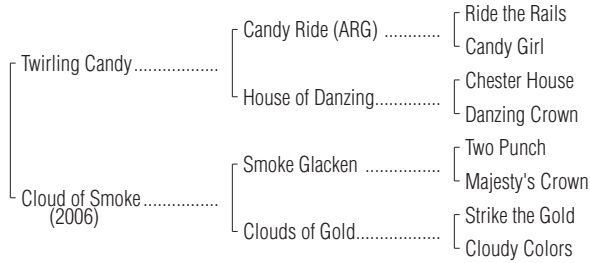 Ride the Rails
Candy Ride (ARG) ............
Candy Girl
Twirling Candy..................
Chester House
House of Danzing..............
Danzing Crown
Two Punch
Smoke Glacken ................
Majesty's Crown
Cloud of Smoke................
(2006)
Strike the Gold
Clouds of Gold..................
Cloudy Colors